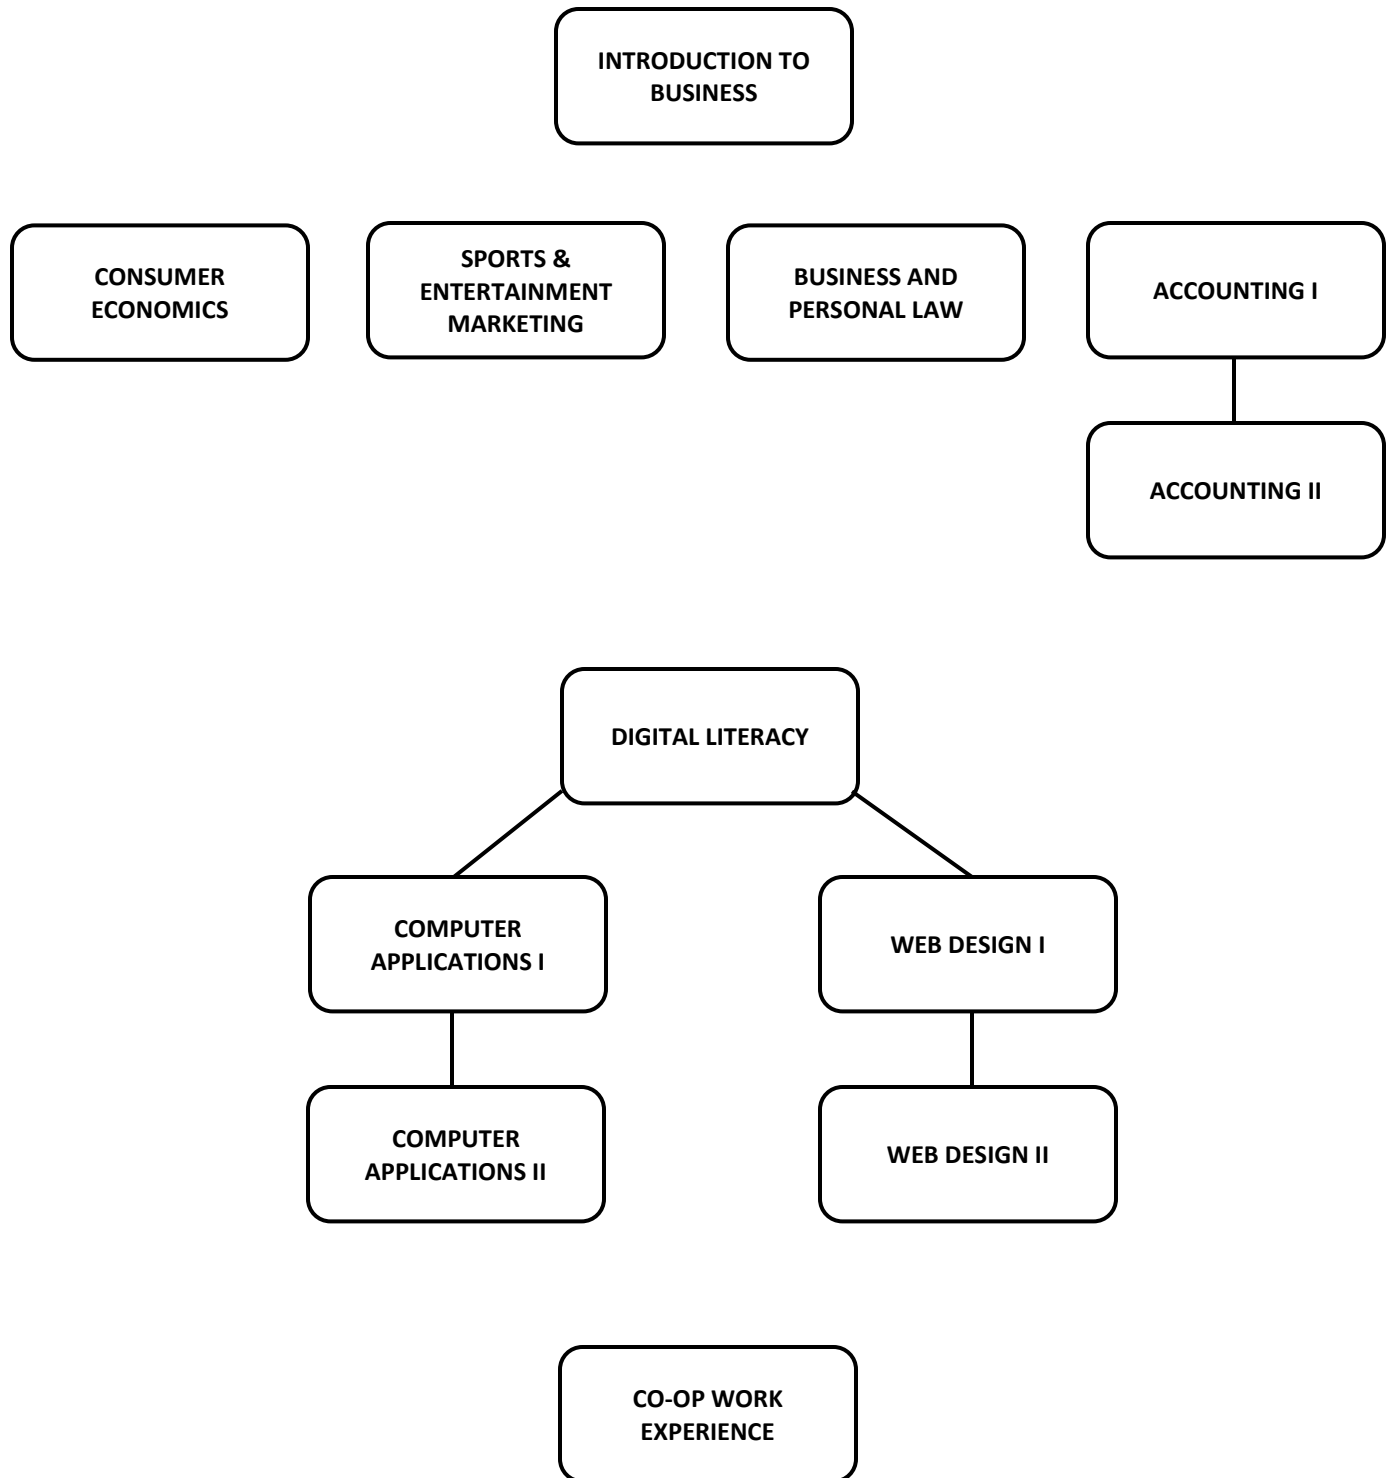 INTRODUCTION TO
BUSINESS
CONSUMER
ECONOMICS
SPORTS &
ENTERTAINMENT
MARKETING
BUSINESS AND
PERSONAL LAW
ACCOUNTING I
ACCOUNTING II
DIGITAL LITERACY
COMPUTER
APPLICATIONS I
WEB DESIGN I
COMPUTER
APPLICATIONS II
WEB DESIGN II
CO-OP WORK
EXPERIENCE